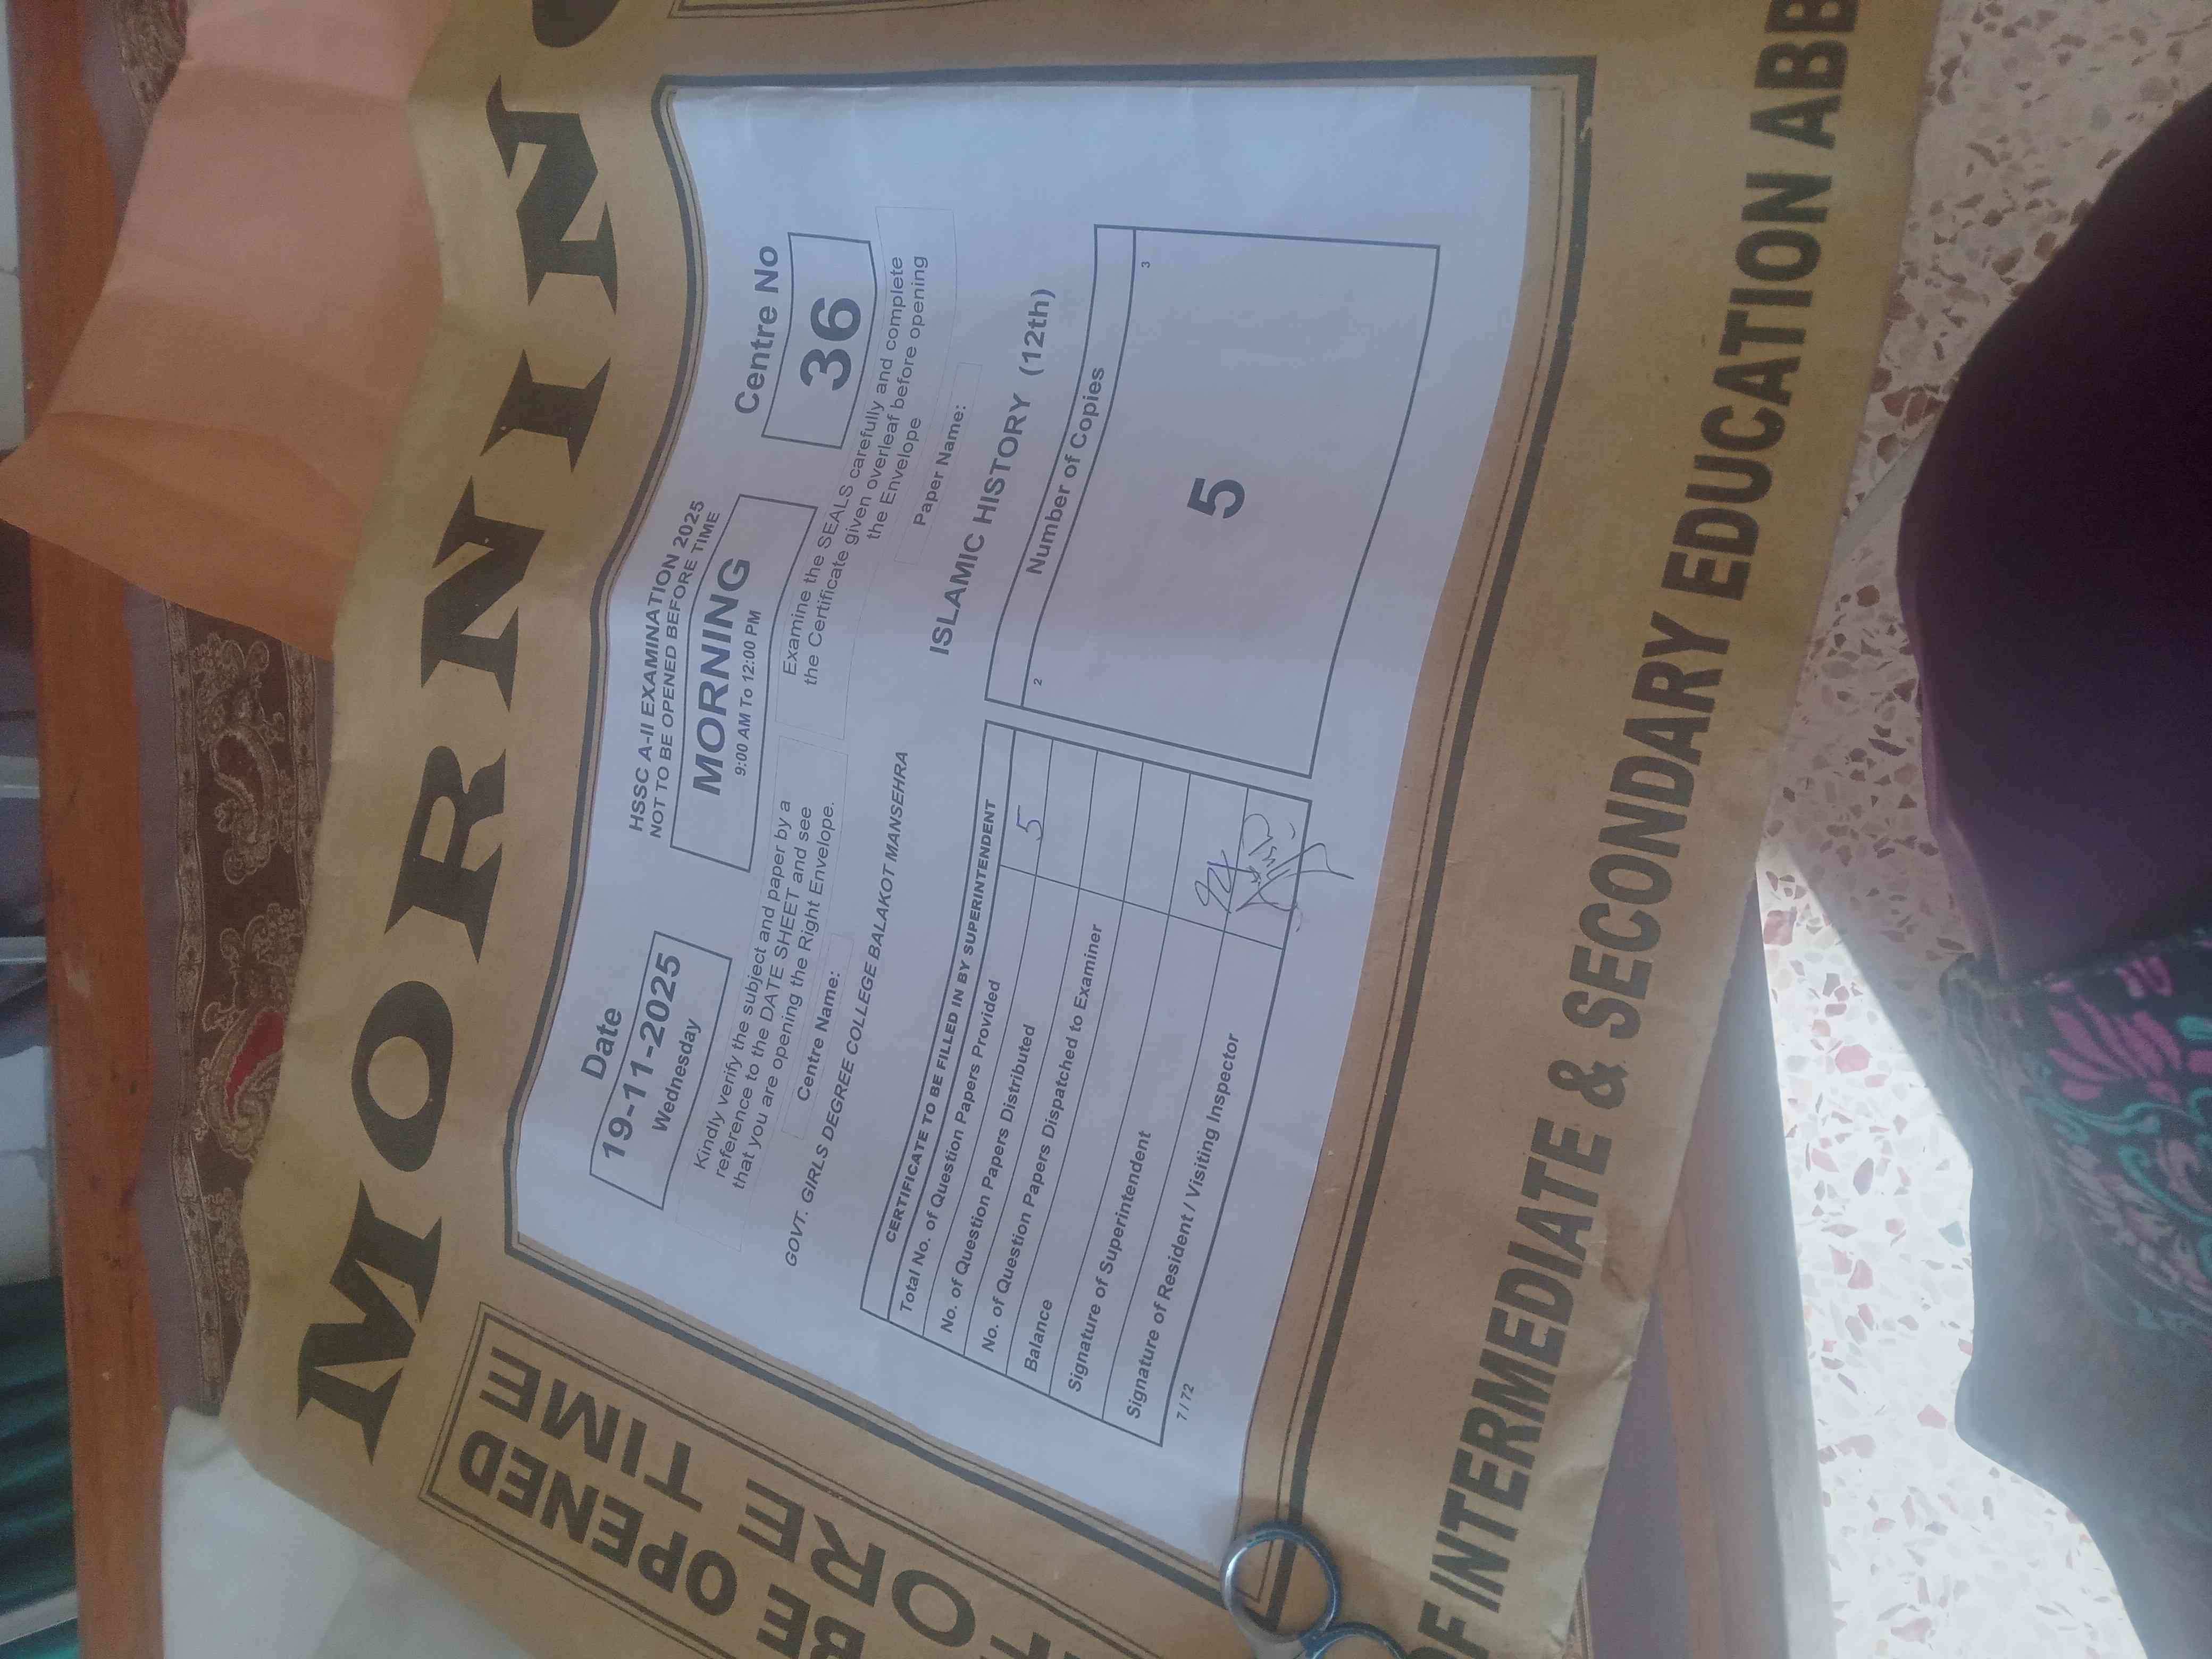 MORNIN
BE OPENED
ORE TIME
HSSC A-II EXAMINATION 2025
NOT TO BE OPENED BEFORE TIME
Date
19-11-2025
Wednesday
MORNING
9:00 AM To 12:00 PM
Centre No
36
Kindly verify the subject and paper by a
reference to the DATE SHEET and see
that you are opening the Right Envelope.
Examine the SEALS carefully and complete
the Certificate given overleaf before opening
the Envelope
Centre Name:
GOVT. GIRLS DEGREE COLLEGE BALAKOT MANSEHRA
Paper Name:
ISLAMIC HISTORY (12th)
CERTIFICATE TO BE FILLED IN BY SUPERINTENDENT
Total No. of Question Papers Provided 5
No. of Question Papers Distributed
No. of Question Papers Dispatched to Examiner
Balance
Signature of Superintendent
Signature of Resident / Visiting Inspector
7 / 72
Number of Copies
2
3
5
OF INTERMEDIATE & SECONDARY EDUCATION ABB